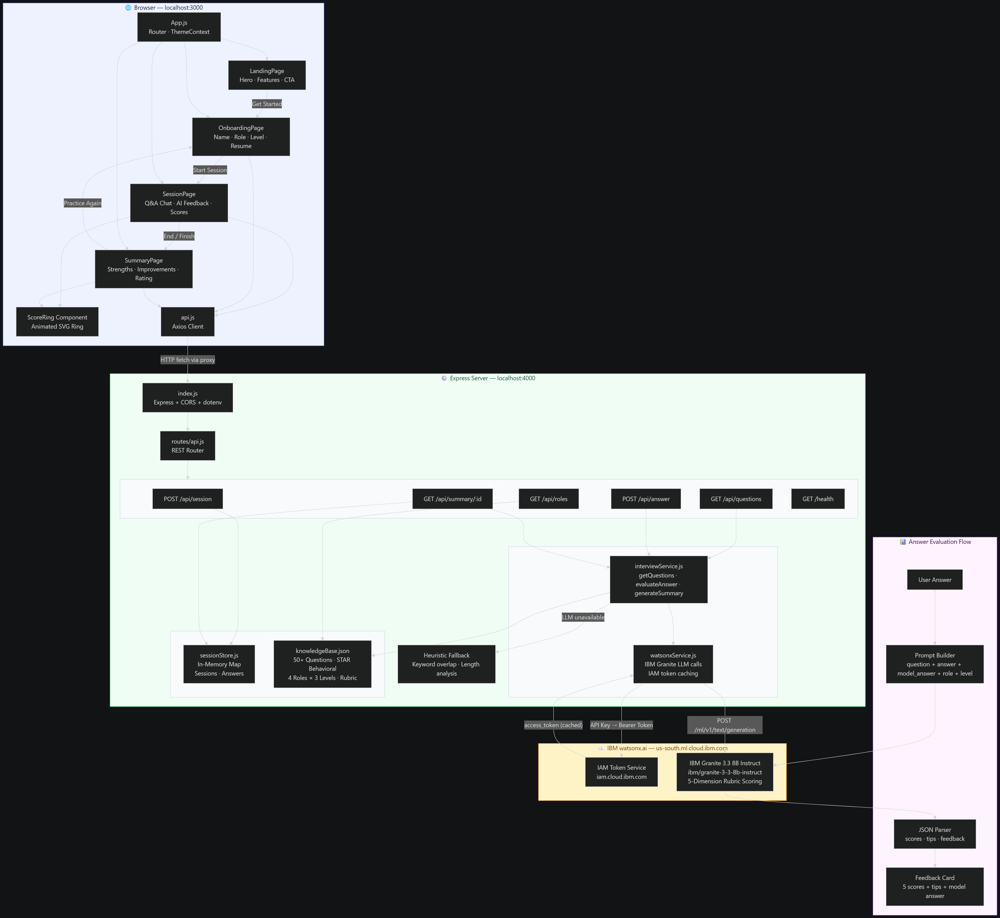 🌐 Browser — localhost:3000
App.js
Router · ThemeContext
LandingPage
Hero · Features · CTA
Get Started
OnboardingPage
Name · Role · Level ·
Resume
Start Session
SessionPage
Q&A Chat · AI Feedback ·
Scores
Practice Again
End / Finish
SummaryPage
Strengths · Improvements ·
Rating
ScoreRing Component
Animated SVG Ring
api.js
Axios Client
HTTP fetch via proxy
⚙️ Express Server — localhost:4000
index.js
Express + CORS + dotenv
routes/api.js
REST Router
POST /api/session
GET /api/summary/:id
GET /api/roles
POST /api/answer
GET /api/questions
GET /health
interviewService.js
getQuestions ·
evaluateAnswer ·
generateSummary
LLM unavailable
sessionStore.js
In-Memory Map
Sessions · Answers
knowledgeBase.json
50+ Questions · STAR
Behavioral
4 Roles × 3 Levels · Rubric
Heuristic Fallback
Keyword overlap · Length
analysis
watsonxService.js
IBM Granite LLM calls
IAM token caching
access_token (cached)
API Key → Bearer Token
POST
/ml/v1/text/generation
☁️ IBM watsonx.ai — us-south.ml.cloud.ibm.com
IAM Token Service
iam.cloud.ibm.com
IBM Granite 3.3 8B Instruct
ibm/granite-3-3-8b-instruct
5-Dimension Rubric Scoring
📊 Answer Evaluation Flow
User Answer
Prompt Builder
question + answer +
model_answer + role + level
JSON Parser
scores · tips · feedback
Feedback Card
5 scores + tips + model
answer